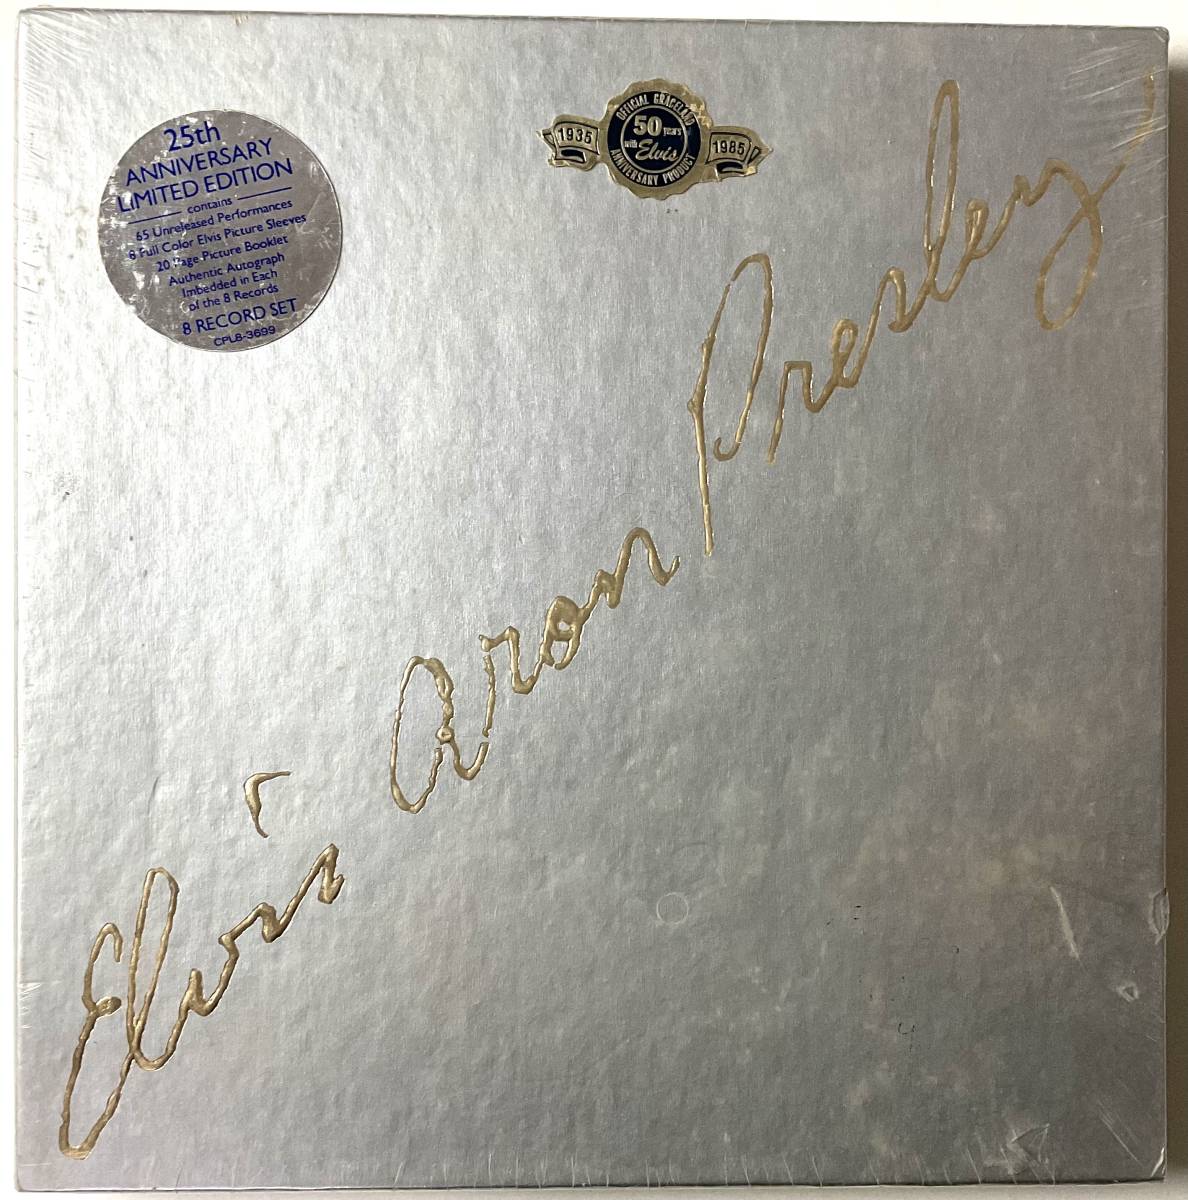 25th
ANNIVERSARY
LIMITED EDITION
contains
65 Unreleased Performances
8 Full Color Elvis Picture Sleeves
20 Page Picture Booklet
Authentic Autograph
Imbedded in Each
of the 8 Records
8 RECORD SET
CPL8-3699
OFFICIAL GRACELAND
1935
50 years
with Elvis
1985
ANNIVERSARY PRODUCT
Elvis Aron Presley